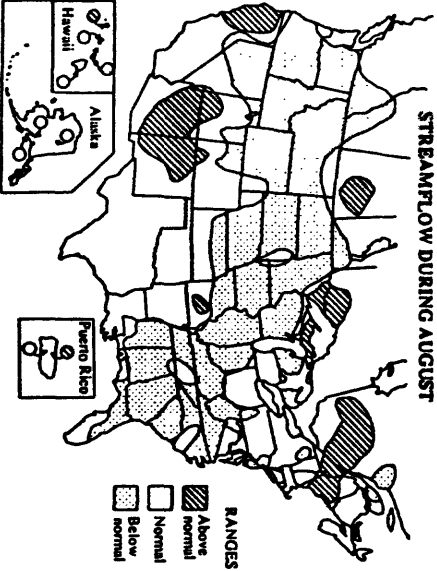 STREAMFLOW DURING AUGUST
Hawaii
Alaska
Puerto Rico
RANGES
Above
normal
Normal
Below
normal